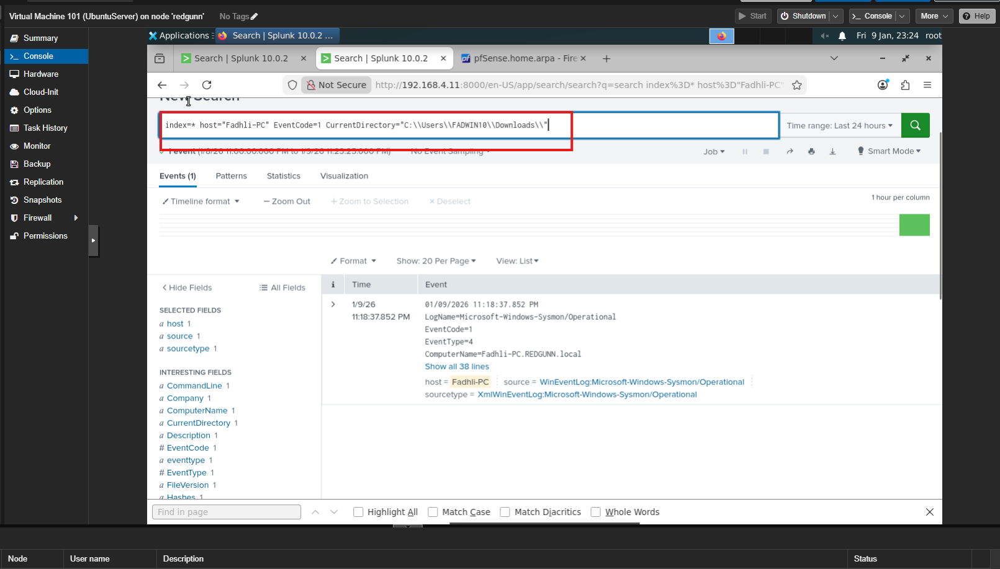 Virtual Machine 101 (UbuntuServer) on node 'redgunn' No Tags Start Shutdown Console More Help
Summary
Console
Hardware
Cloud-Init
Options
Task History
Monitor
Backup
Replication
Snapshots
Firewall
Permissions
Applications Search | Splunk 10.0.2 ... Fri 9 Jan, 23:24 root
Search | Splunk 10.0.2 Search | Splunk 10.0.2 pfSense.home.arpa - Fire
Not Secure http://192.168.4.11:8000/en-US/app/search/search?q=search index%3D* host%3D"Fadhli-PC"
New Search
index=* host="Fadhli-PC" EventCode=1 CurrentDirectory="C:\\Users\\FADWIN10\\Downloads\\" Time range: Last 24 hours
1 event (1/8/26 11:00:00.000 PM to 1/9/26 11:23:23.000 PM) No Event Sampling Job Smart Mode
Events (1) Patterns Statistics Visualization
Timeline format — Zoom Out + Zoom to Selection × Deselect 1 hour per column
Format Show: 20 Per Page View: List
Hide Fields All Fields
i Time Event
SELECTED FIELDS
a host 1
a source 1
a sourcetype 1
INTERESTING FIELDS
a CommandLine 1
a Company 1
a ComputerName 1
a CurrentDirectory 1
a Description 1
# EventCode 1
a eventtype 1
# EventType 1
a FileVersion 1
a Hashes 1
1/9/26
11:18:37.852 PM
01/09/2026 11:18:37.852 PM
LogName=Microsoft-Windows-Sysmon/Operational
EventCode=1
EventType=4
ComputerName=Fadhli-PC.REDGUNN.local
Show all 38 lines
host = Fadhli-PC source = WinEventLog:Microsoft-Windows-Sysmon/Operational
sourcetype = XmlWinEventLog:Microsoft-Windows-Sysmon/Operational
Find in page Highlight All Match Case Match Diacritics Whole Words
Node User name Description Status